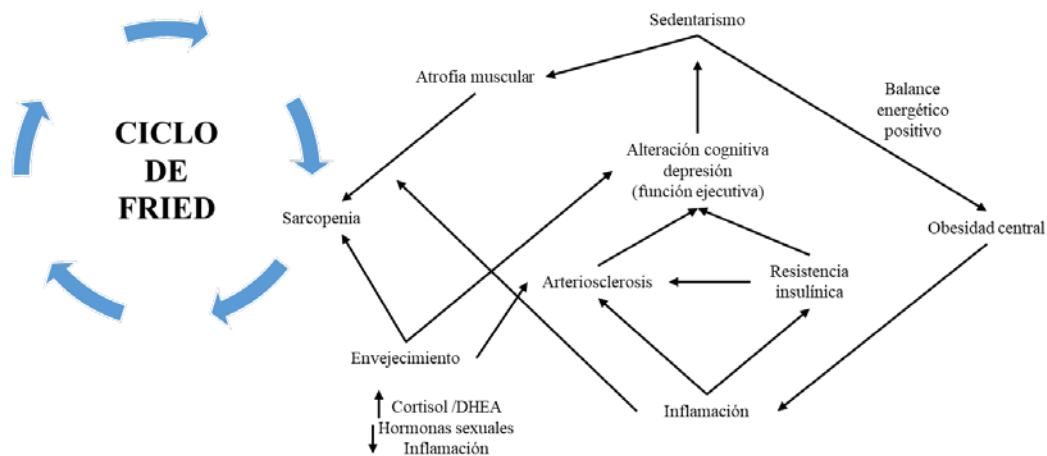 CICLO
DE
FRIED
Sedentarismo
Atrofia muscular
Balance
energético
positivo
Alteración cognitiva
depresión
(función ejecutiva)
Sarcopenia
Obesidad central
Arteriosclerosis
Resistencia
insulínica
Envejecimiento
Inflamación
Cortisol /DHEA
Hormonas sexuales
Inflamación